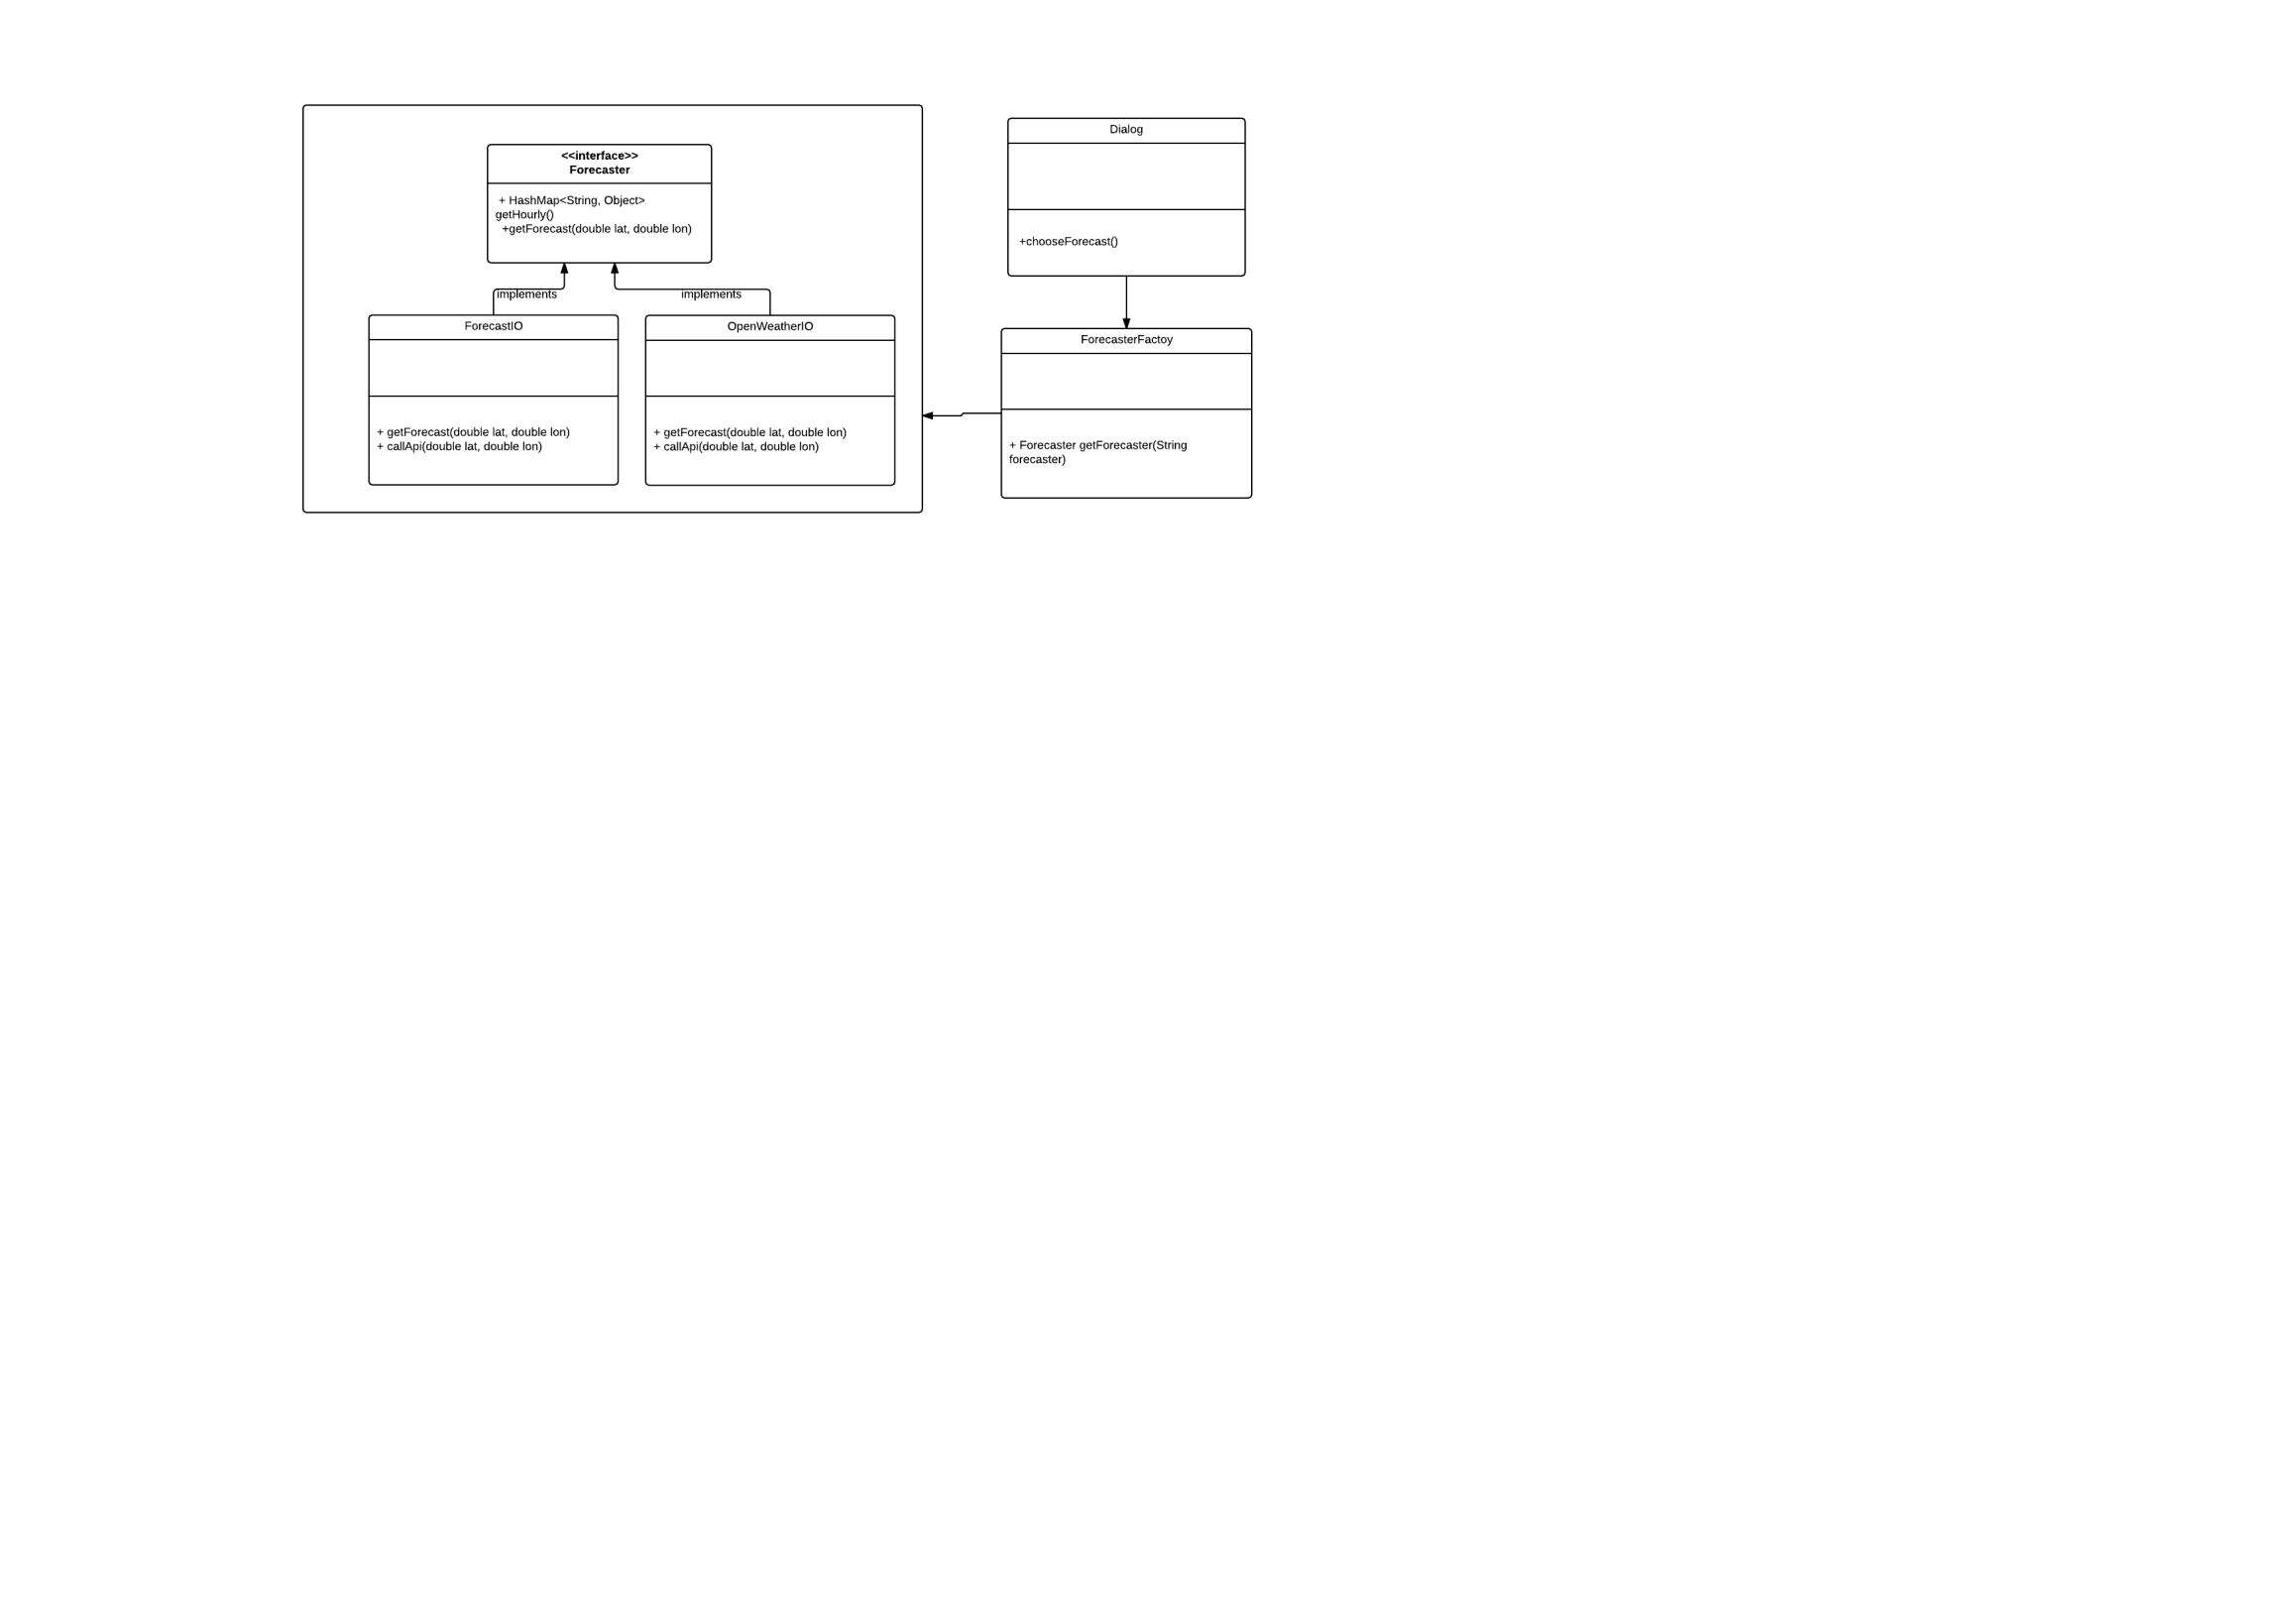 <<interface>>
Forecaster
+ HashMap<String, Object>
getHourly()
+getForecast(double lat, double lon)
implements
implements
ForecastIO
+ getForecast(double lat, double lon)
+ callApi(double lat, double lon)
OpenWeatherIO
+ getForecast(double lat, double lon)
+ callApi(double lat, double lon)
Dialog
+chooseForecast()
ForecasterFactoy
+ Forecaster getForecaster(String
forecaster)